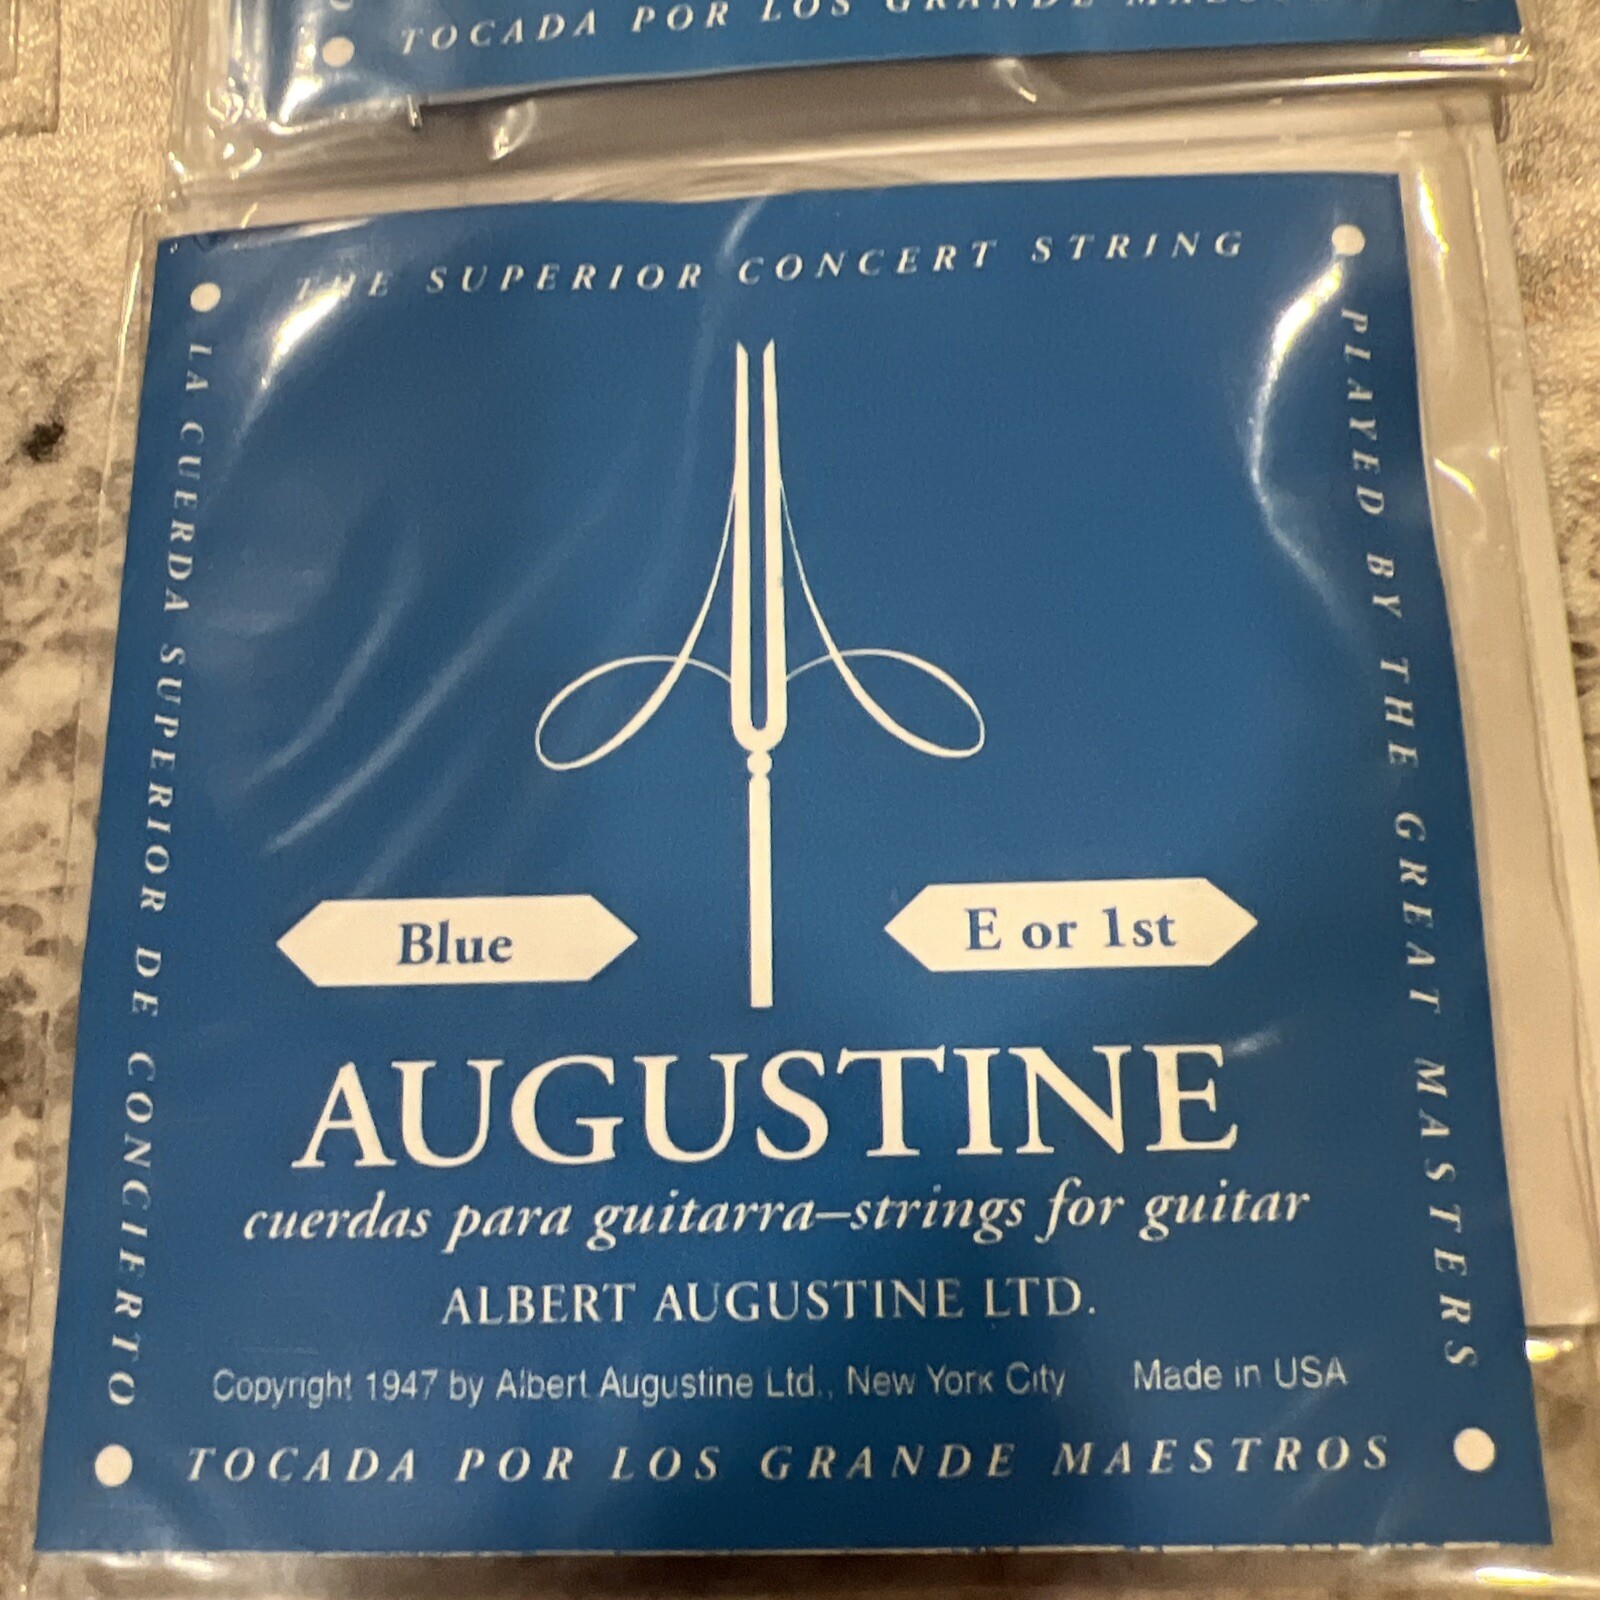 TOCADA POR LOS GRANDE
THE SUPERIOR CONCERT STRING
LA CUERDA SUPERIOR DE CONCIERTO
PLAYED BY THE GREAT MASTERS
Blue
E or 1st
AUGUSTINE
cuerdas para guitarra–strings for guitar
ALBERT AUGUSTINE LTD.
Copyright 1947 by Albert Augustine Ltd., New York City Made in USA
TOCADA POR LOS GRANDE MAESTROS